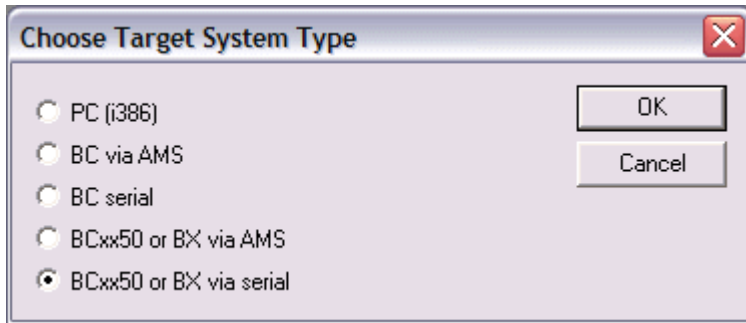 Choose Target System Type
PC (i386)
OK
BC via AMS
Cancel
BC serial
BCxx50 or BX via AMS
BCxx50 or BX via serial